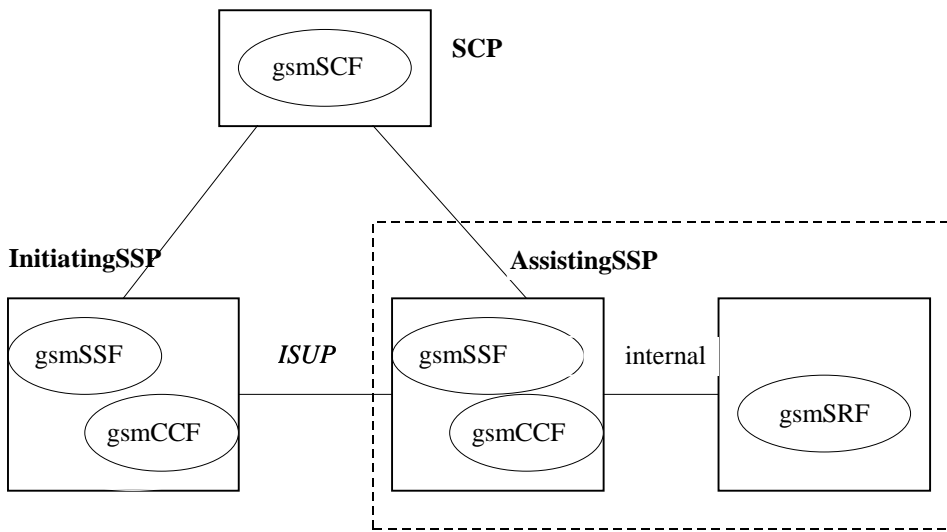 SCP
gsmSCF
InitiatingSSP
AssistingSSP
gsmSSF
ISUP
gsmSSF
internal
gsmCCF
gsmCCF
gsmSRF